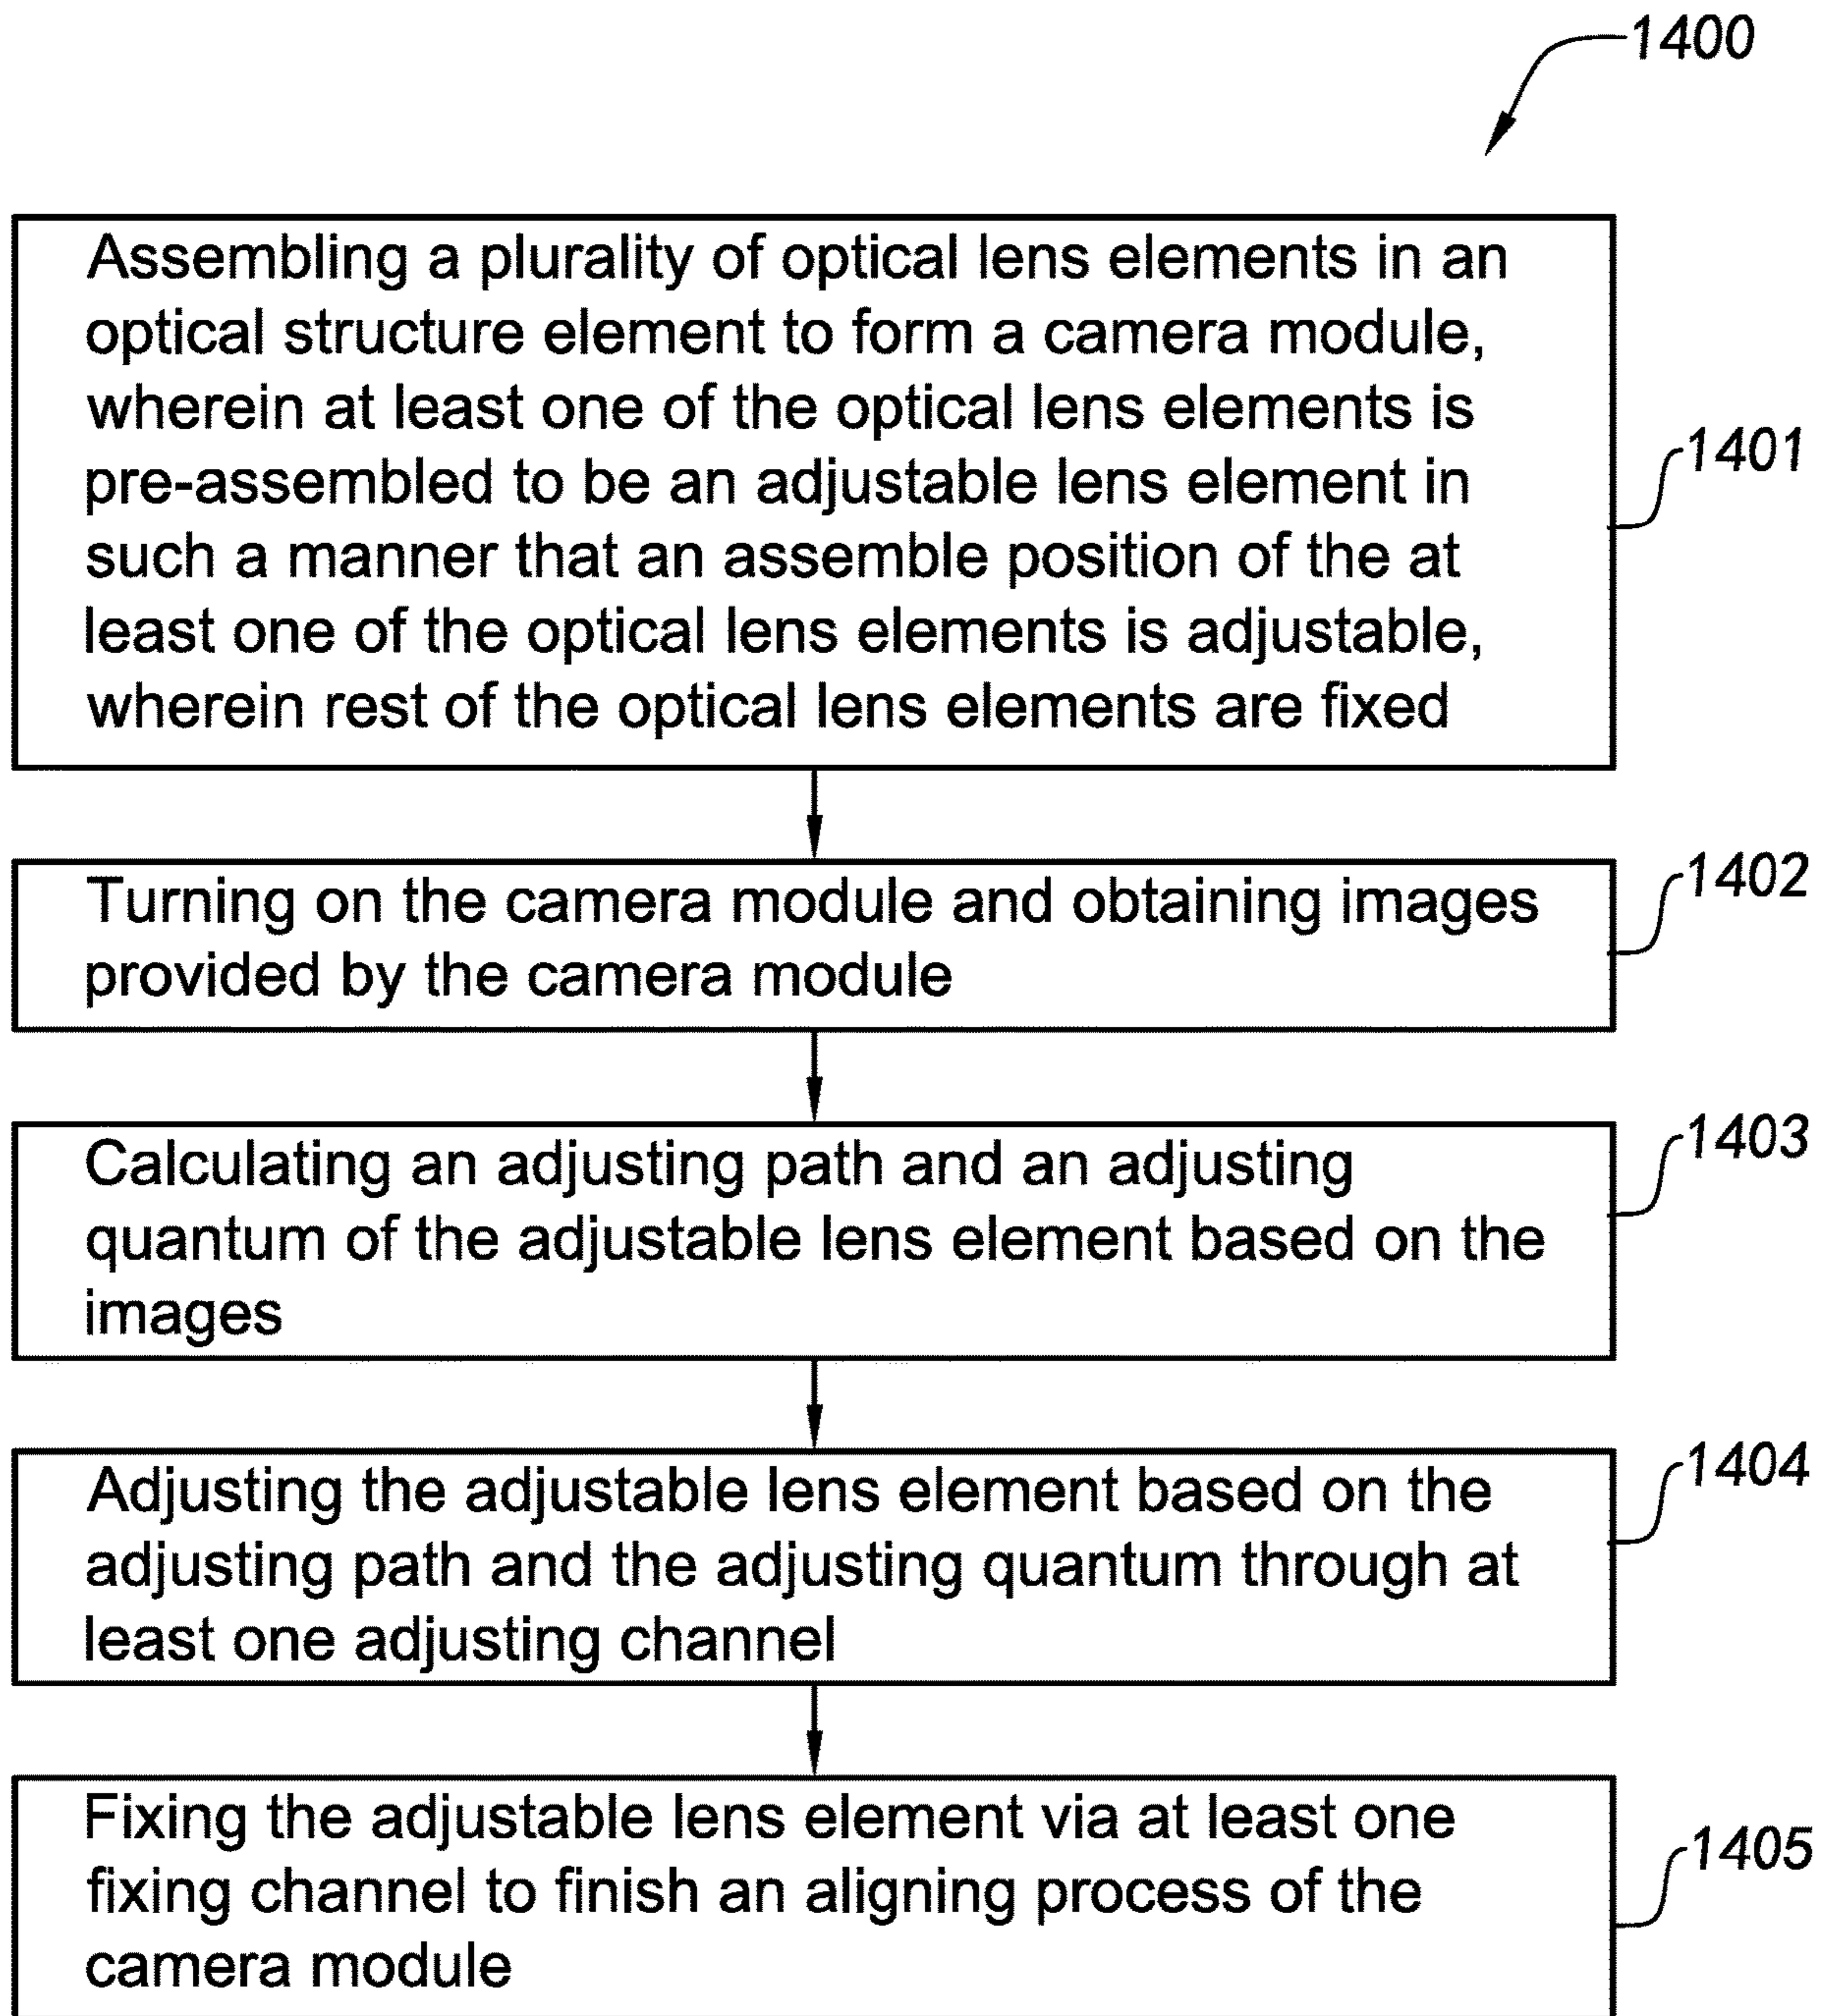 1400
Assembling a plurality of optical lens elements in an
optical structure element to form a camera module,
wherein at least one of the optical lens elements is
pre-assembled to be an adjustable lens element in
such a manner that an assemble position of the at
least one of the optical lens elements is adjustable,
wherein rest of the optical lens elements are fixed
1401
Turning on the camera module and obtaining images
provided by the camera module
1402
Calculating an adjusting path and an adjusting
quantum of the adjustable lens element based on the
images
1403
Adjusting the adjustable lens element based on the
adjusting path and the adjusting quantum through at
least one adjusting channel
1404
Fixing the adjustable lens element via at least one
fixing channel to finish an aligning process of the
camera module
1405